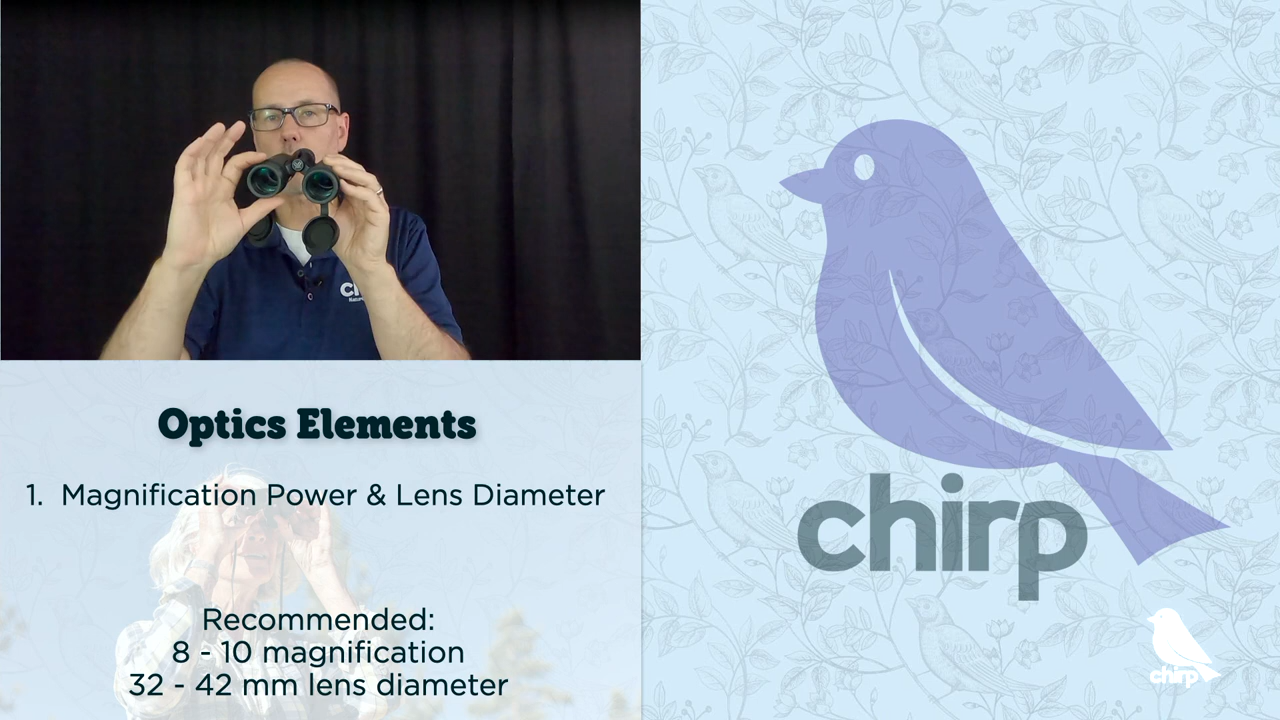 Optics Elements
1. Magnification Power & Lens Diameter
Recommended:
8 - 10 magnification
32 - 42 mm lens diameter
chirp
chirp